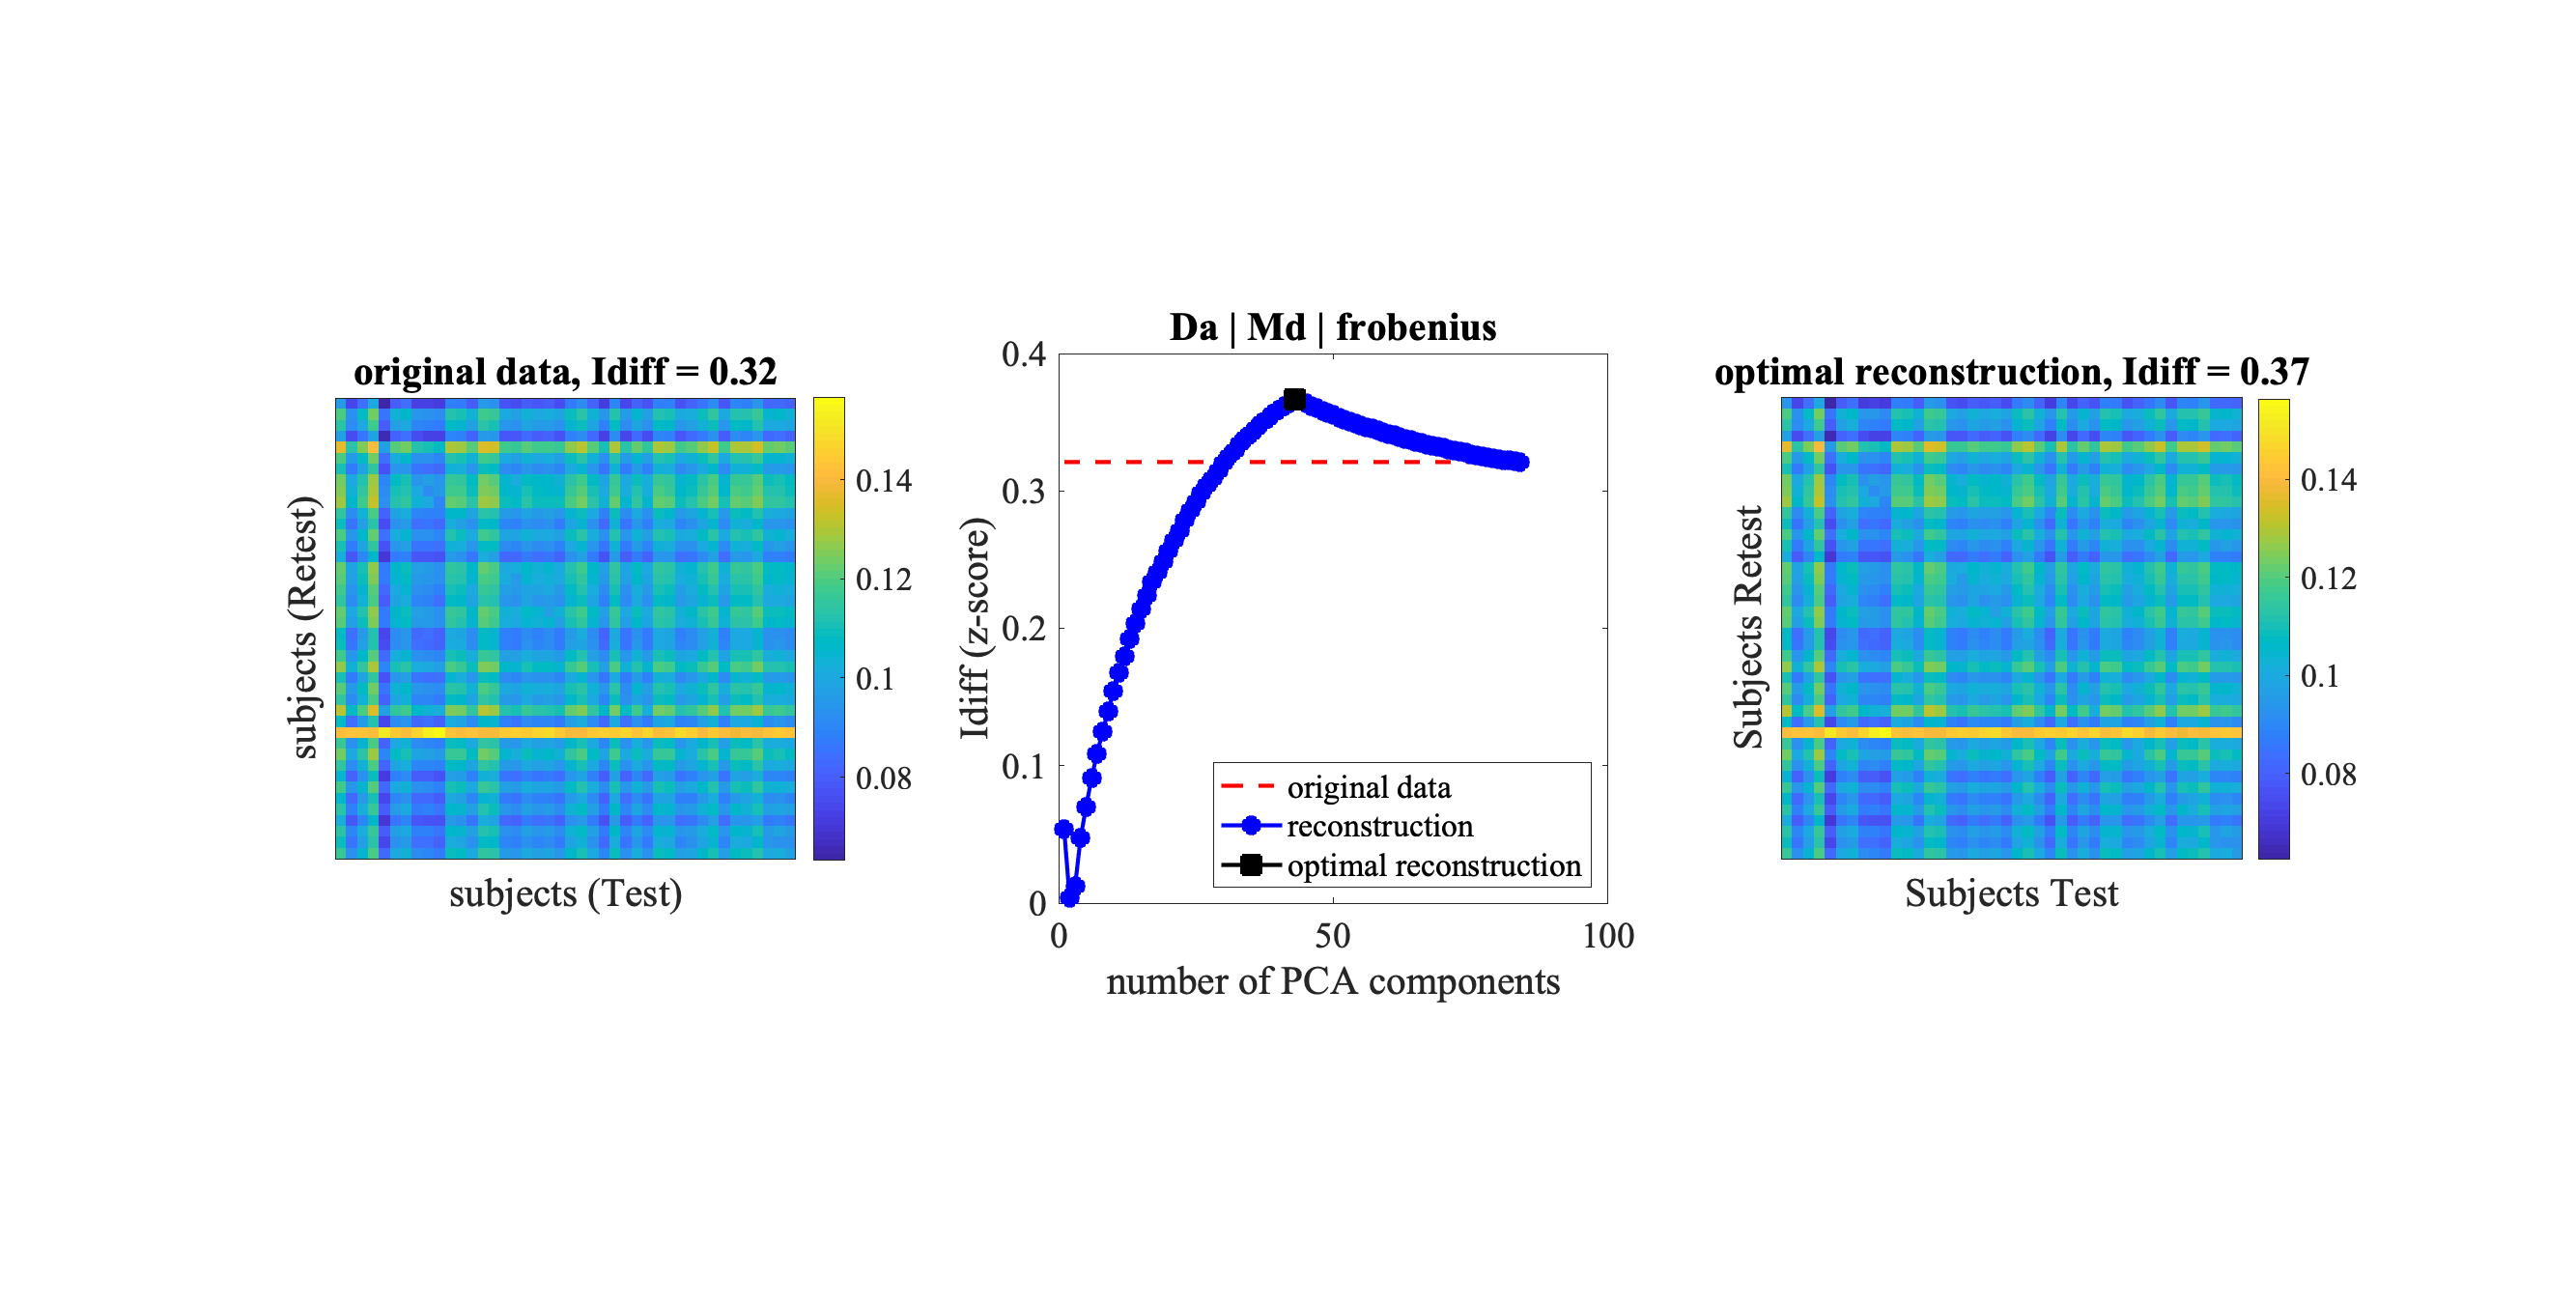 original data, Idiff = 0.32
subjects (Retest)
0.14
0.12
0.1
0.08
subjects (Test)
Da | Md | frobenius
Idiff (z-score)
0.4
0.3
0.2
0.1
0
0
50
100
number of PCA components
original data
reconstruction
optimal reconstruction
optimal reconstruction, Idiff = 0.37
Subjects Retest
0.14
0.12
0.1
0.08
Subjects Test